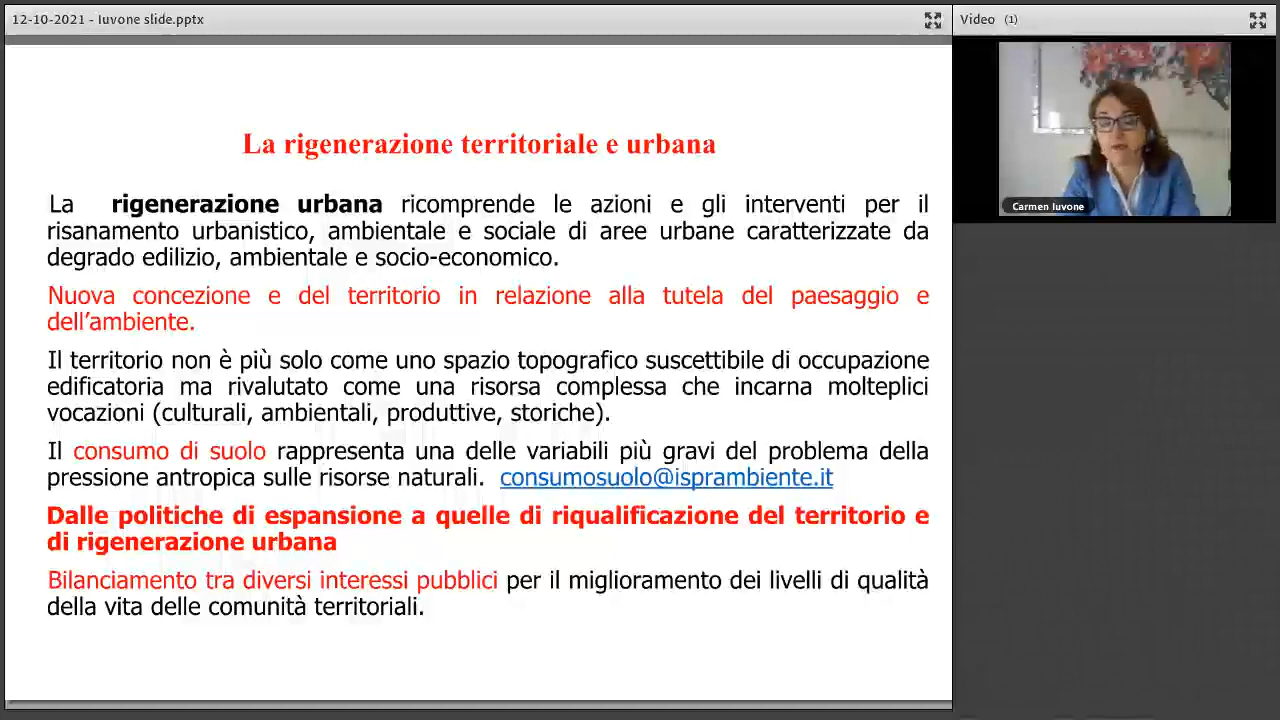 12-10-2021 - Iuvone slide.pptx
Video (1)
Carmen Iuvone
La rigenerazione territoriale e urbana
La rigenerazione urbana ricomprende le azioni e gli interventi per il
risanamento urbanistico, ambientale e sociale di aree urbane caratterizzate da
degrado edilizio, ambientale e socio-economico.
Nuova concezione e del territorio in relazione alla tutela del paesaggio e
dell’ambiente.
Il territorio non è più solo come uno spazio topografico suscettibile di occupazione
edificatoria ma rivalutato come una risorsa complessa che incarna molteplici
vocazioni (culturali, ambientali, produttive, storiche).
Il consumo di suolo rappresenta una delle variabili più gravi del problema della
pressione antropica sulle risorse naturali. consumosuolo@isprambiente.it
Dalle politiche di espansione a quelle di riqualificazione del territorio e
di rigenerazione urbana
Bilanciamento tra diversi interessi pubblici per il miglioramento dei livelli di qualità
della vita delle comunità territoriali.